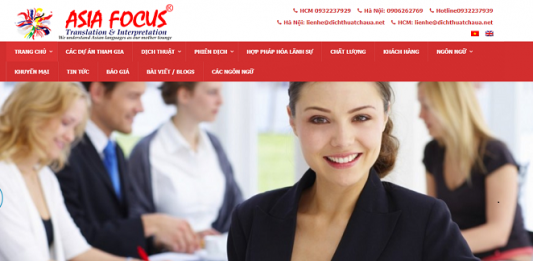 ASIA FOCUS®
Translation & Interpretation
We understand Asian languages as our mother tounge
HCM 0932237929 Hà Nội: 0906262769 Hotline0932237939
Hà Nội: lienhe@dichthuatchaua.net HCM: lienhe@dichthuatchaua.net
TRANG CHỦ CÁC DỰ ÁN THAM GIA DỊCH THUẬT PHIÊN DỊCH HỢP PHÁP HÓA LÃNH SỰ CHẤT LƯỢNG KHÁCH HÀNG NGÔN NGỮ
KHUYẾN MẠI TIN TỨC BÁO GIÁ BÀI VIẾT / BLOGS CÁC NGÔN NGỮ